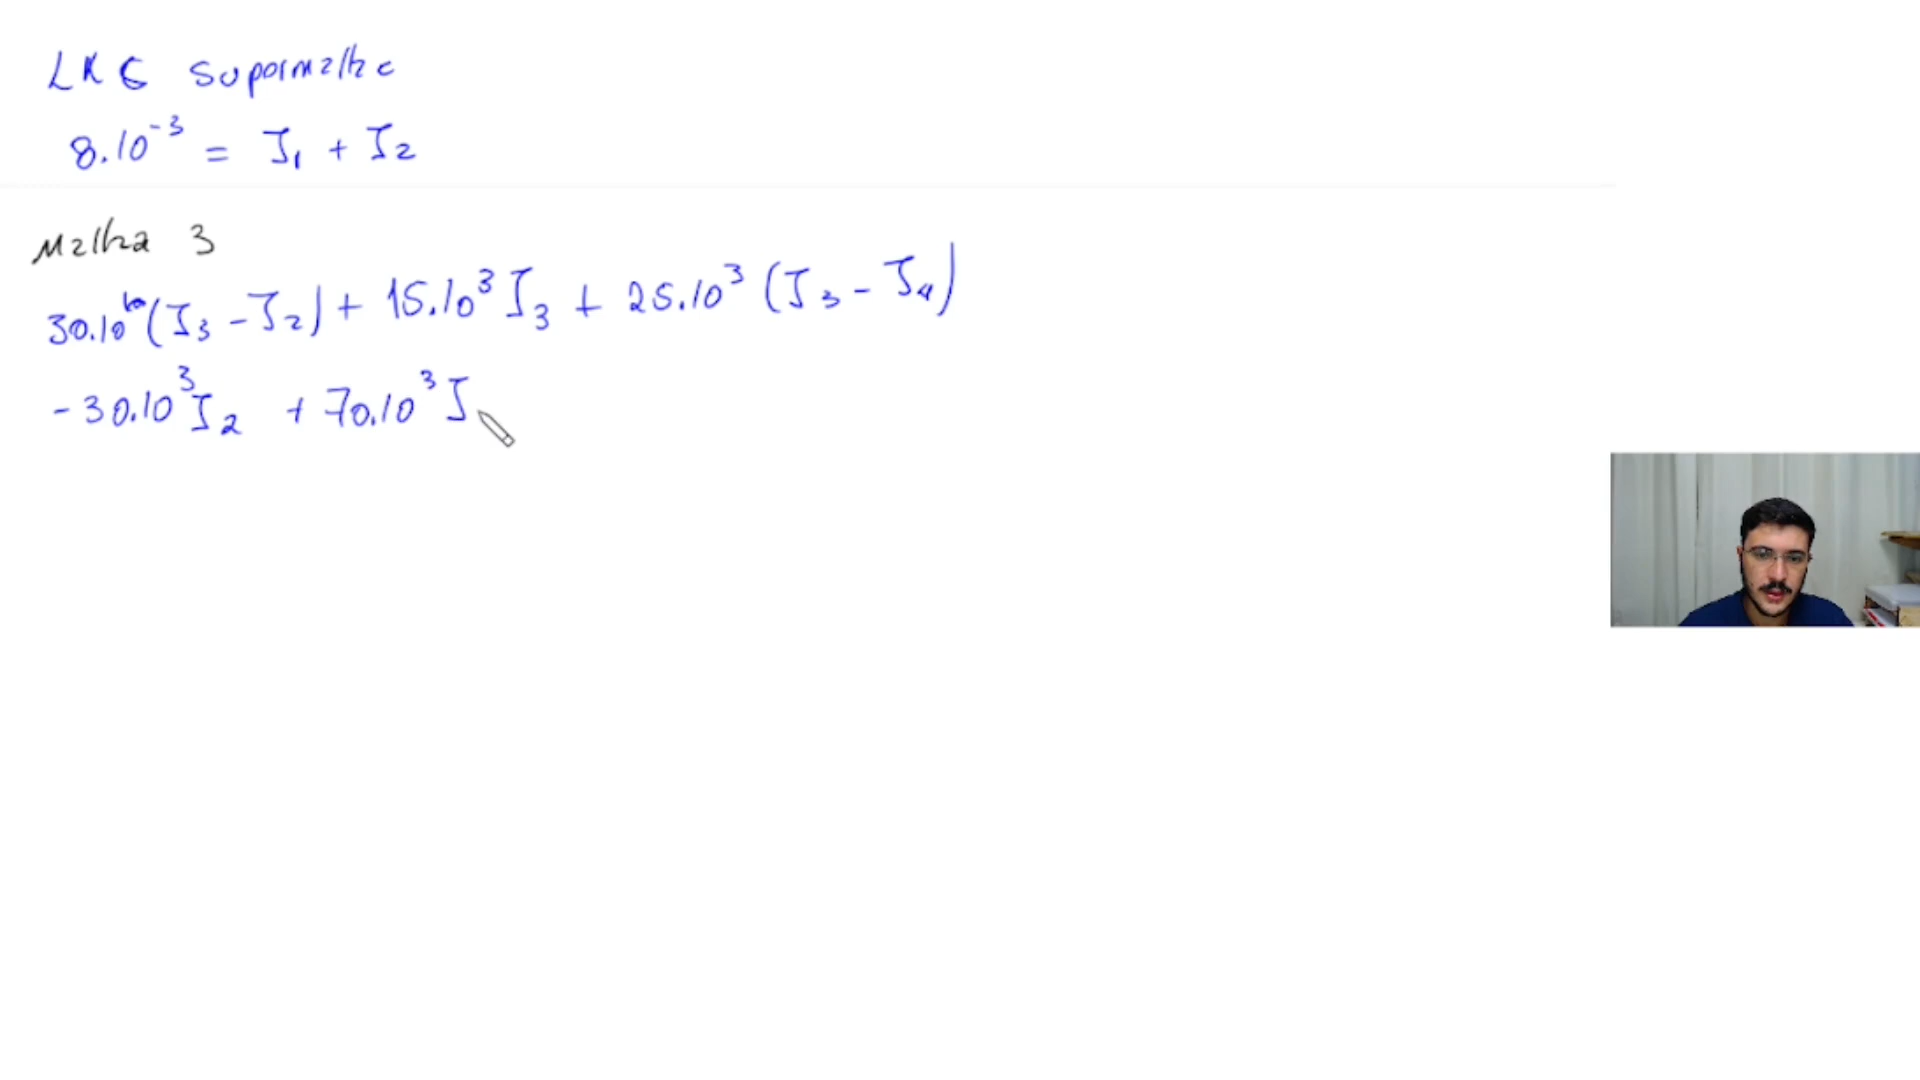 LKC Supermalha
8.10⁻³ = I₁ + I₂
Malha 3
30.10³(I₃ - I₂) + 15.10³ I₃ + 25.10³ (I₃ - I₄)
- 30.10³ I₂ + 70.10³ I